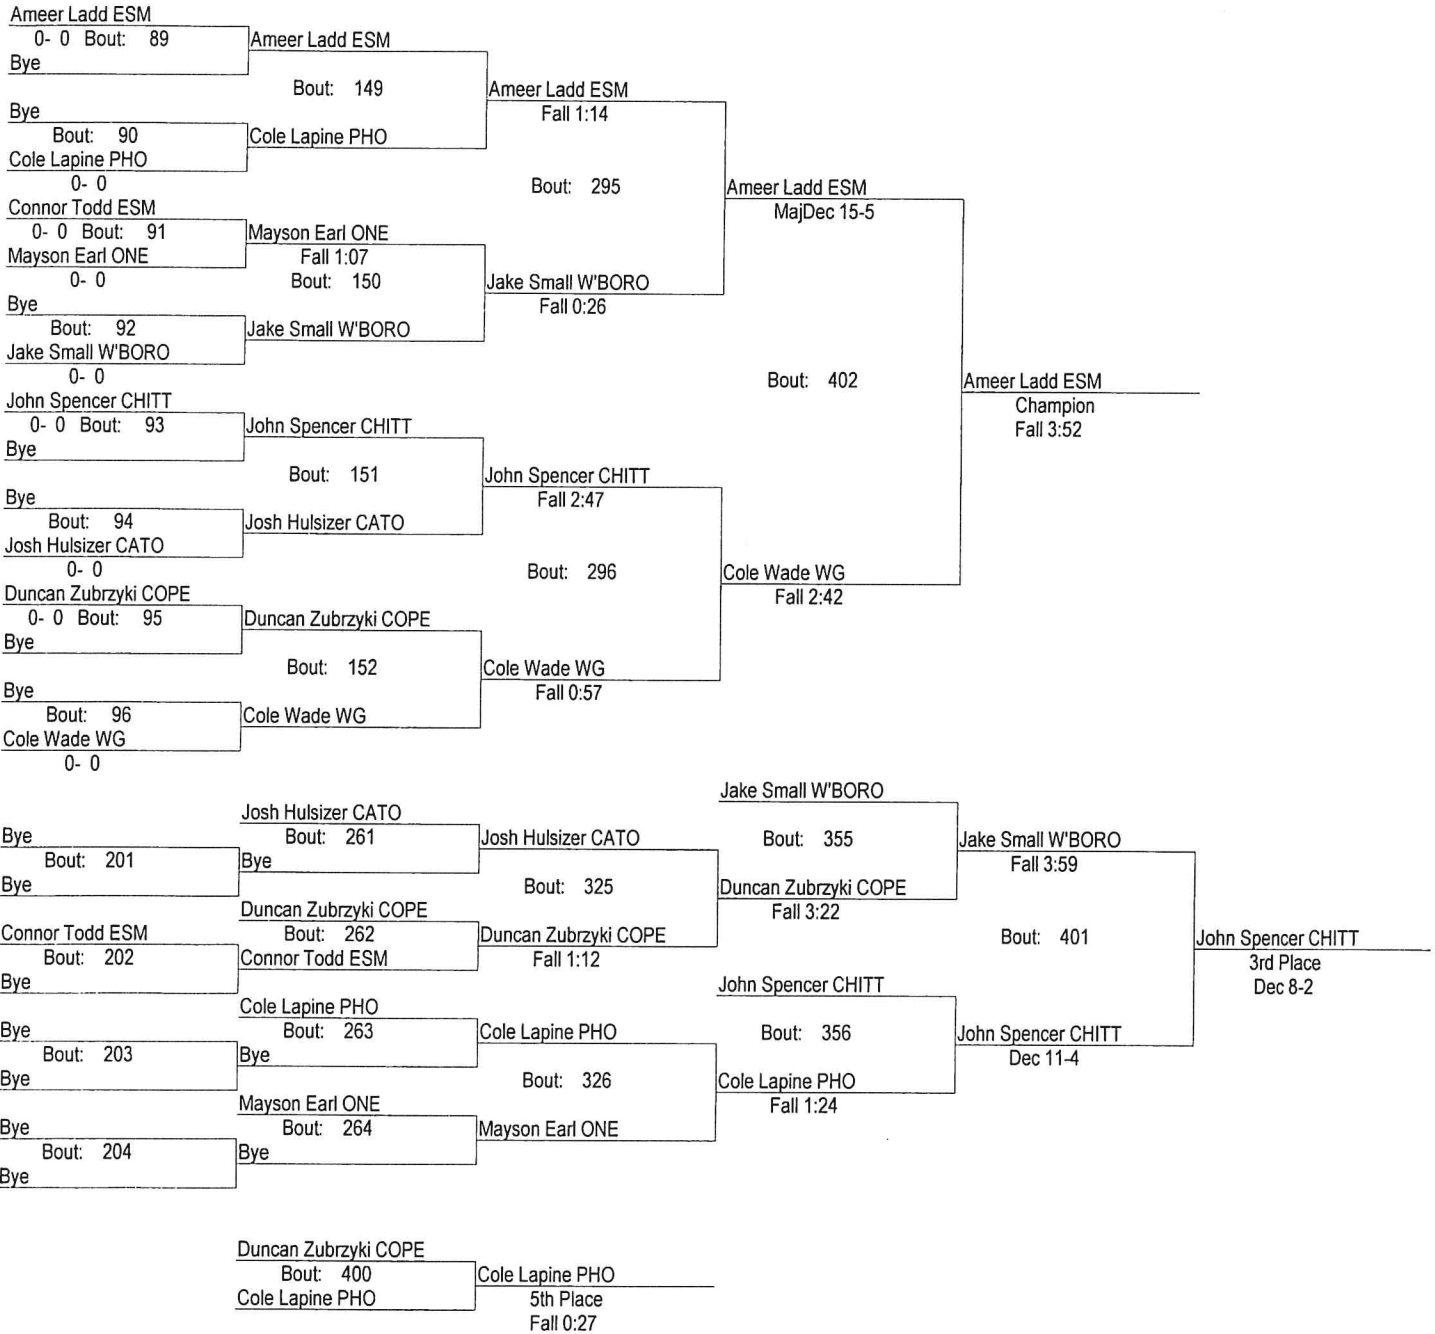 Ameer Ladd ESM
0- 0 Bout: 89
Bye
Ameer Ladd ESM
Bout: 149
Bye
Bout: 90
Cole Lapine PHO
0- 0
Cole Lapine PHO
Ameer Ladd ESM
Fall 1:14
Bout: 295
Connor Todd ESM
0- 0 Bout: 91
Mayson Earl ONE
0- 0
Mayson Earl ONE
Fall 1:07
Bout: 150
Bye
Bout: 92
Jake Small W'BORO
0- 0
Jake Small W'BORO
Jake Small W'BORO
Fall 0:26
Ameer Ladd ESM
MajDec 15-5
Bout: 402
John Spencer CHITT
0- 0 Bout: 93
Bye
John Spencer CHITT
Bout: 151
Bye
Bout: 94
Josh Hulsizer CATO
0- 0
Josh Hulsizer CATO
John Spencer CHITT
Fall 2:47
Bout: 296
Duncan Zubrzyki COPE
0- 0 Bout: 95
Bye
Duncan Zubrzyki COPE
Bout: 152
Bye
Bout: 96
Cole Wade WG
0- 0
Cole Wade WG
Cole Wade WG
Fall 0:57
Cole Wade WG
Fall 2:42
Ameer Ladd ESM
Champion
Fall 3:52
Bye
Bout: 201
Bye
Josh Hulsizer CATO
Bout: 261
Bye
Josh Hulsizer CATO
Bout: 325
Connor Todd ESM
Bout: 202
Bye
Duncan Zubrzyki COPE
Bout: 262
Connor Todd ESM
Duncan Zubrzyki COPE
Fall 1:12
Jake Small W'BORO
Bout: 355
Duncan Zubrzyki COPE
Fall 3:22
Jake Small W'BORO
Fall 3:59
Bout: 401
Bye
Bout: 203
Bye
Cole Lapine PHO
Bout: 263
Bye
Cole Lapine PHO
Bout: 326
Bye
Bout: 204
Bye
Mayson Earl ONE
Bout: 264
Bye
Mayson Earl ONE
John Spencer CHITT
Bout: 356
Cole Lapine PHO
Fall 1:24
John Spencer CHITT
Dec 11-4
John Spencer CHITT
3rd Place
Dec 8-2
Duncan Zubrzyki COPE
Bout: 400
Cole Lapine PHO
Cole Lapine PHO
5th Place
Fall 0:27